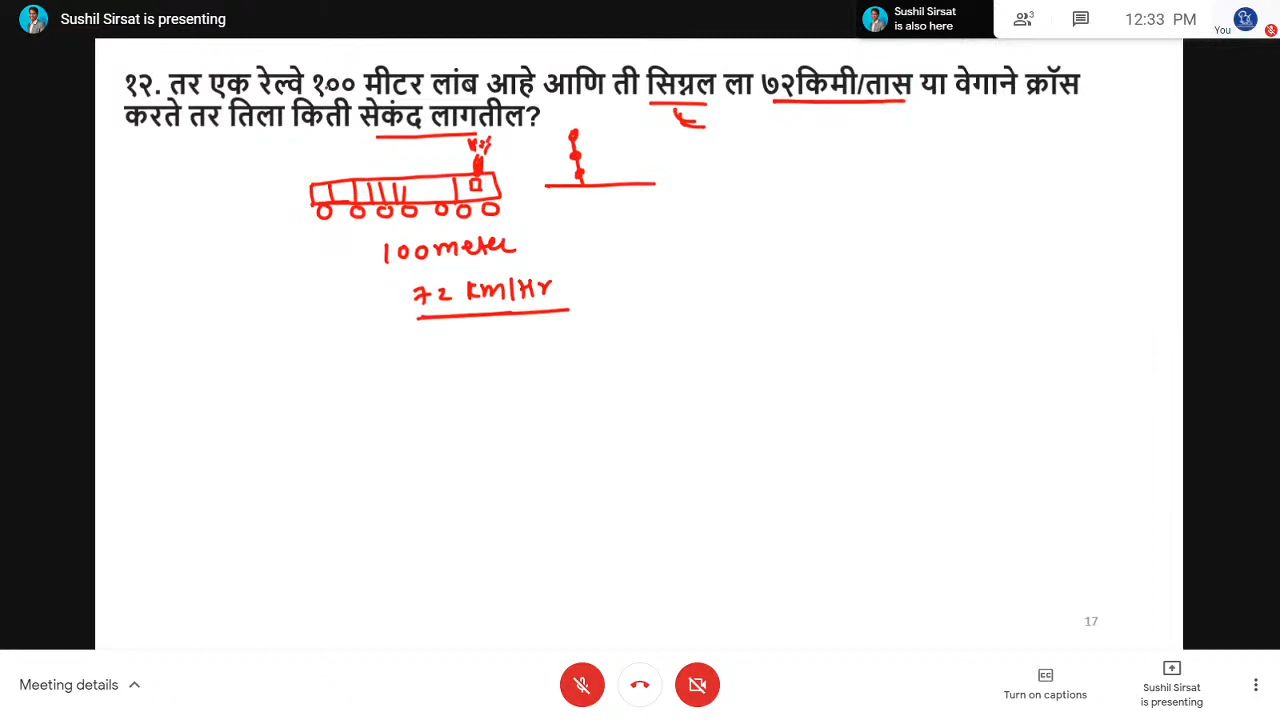 Sushil Sirsat is presenting
Sushil Sirsat
is also here
3
12:33 PM
You
१२. तर एक रेल्वे १०० मीटर लांब आहे आणि ती सिग्नल ला ७२किमी/तास या वेगाने क्रॉस
करते तर तिला किती सेकंद लागतील?
100 meter
72 Km/Hr
17
Meeting details
Turn on captions
Sushil Sirsat
is presenting